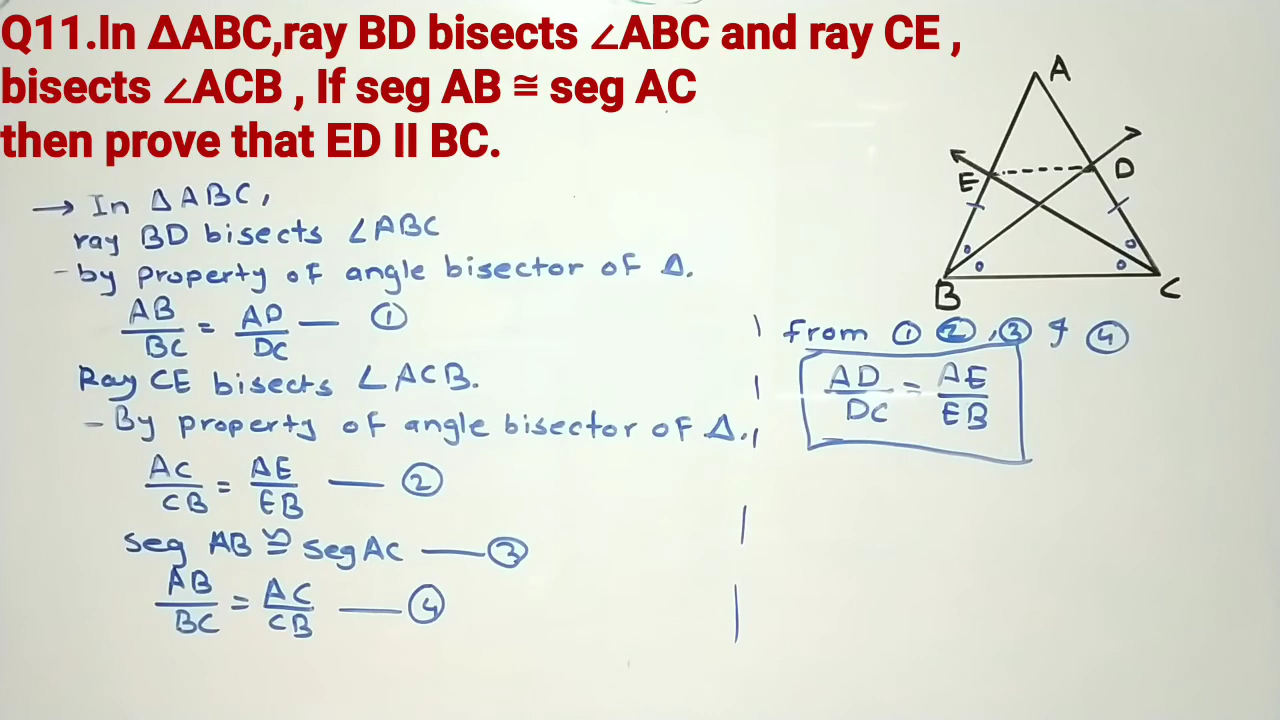 Q11.In ΔABC,ray BD bisects ∠ABC and ray CE ,
bisects ∠ACB , If seg AB ≅ seg AC
then prove that ED II BC.
→ In ΔABC,
ray BD bisects ∠ABC
- by property of angle bisector of Δ.
AB/BC = AD/DC — ①
Ray CE bisects ∠ACB.
- By property of angle bisector of Δ.
AC/CB = AE/EB — ②
seg AB ≅ seg AC — ③
AB/BC = AC/CB — ④
from ① ② , ③ & ④
AD/DC = AE/EB
A
E
D
B
C